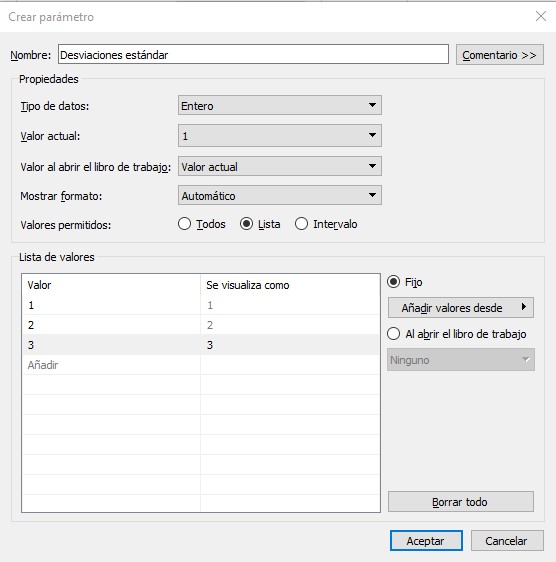 Crear parámetro
Nombre: Desviaciones estándar Comentario >>
Propiedades
Tipo de datos: Entero
Valor actual: 1
Valor al abrir el libro de trabajo: Valor actual
Mostrar formato: Automático
Valores permitidos: Todos Lista Intervalo
Lista de valores
Valor Se visualiza como
1 1
2 2
3 3
Añadir
Fijo
Añadir valores desde
Al abrir el libro de trabajo
Ninguno
Borrar todo
Aceptar Cancelar